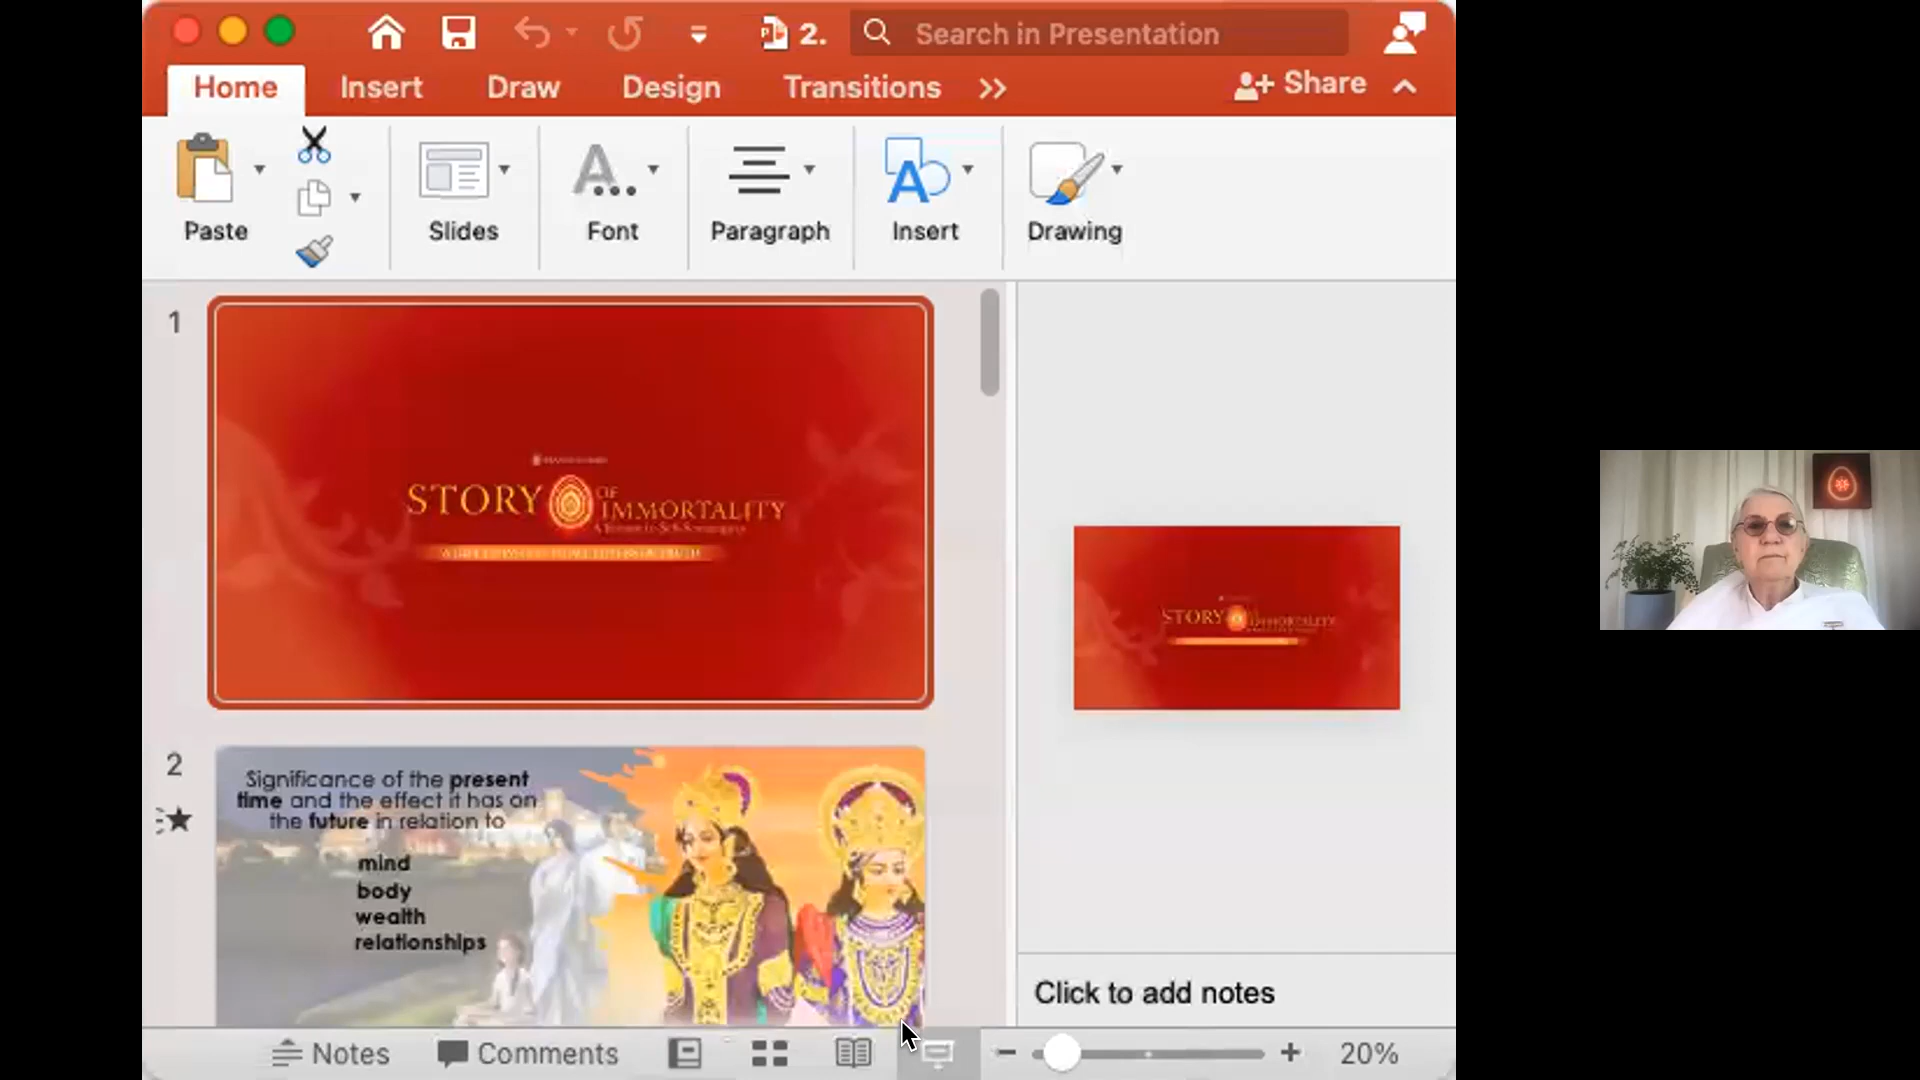 2.
Search in Presentation
Home
Insert
Draw
Design
Transitions
Share
Paste
Slides
Font
Paragraph
Insert
Drawing
1
STORY OF IMMORTALITY
STORY IMMORTALITY
2
Significance of the present
time and the effect it has on
the future in relation to
mind
body
wealth
relationships
Click to add notes
Notes
Comments
20%